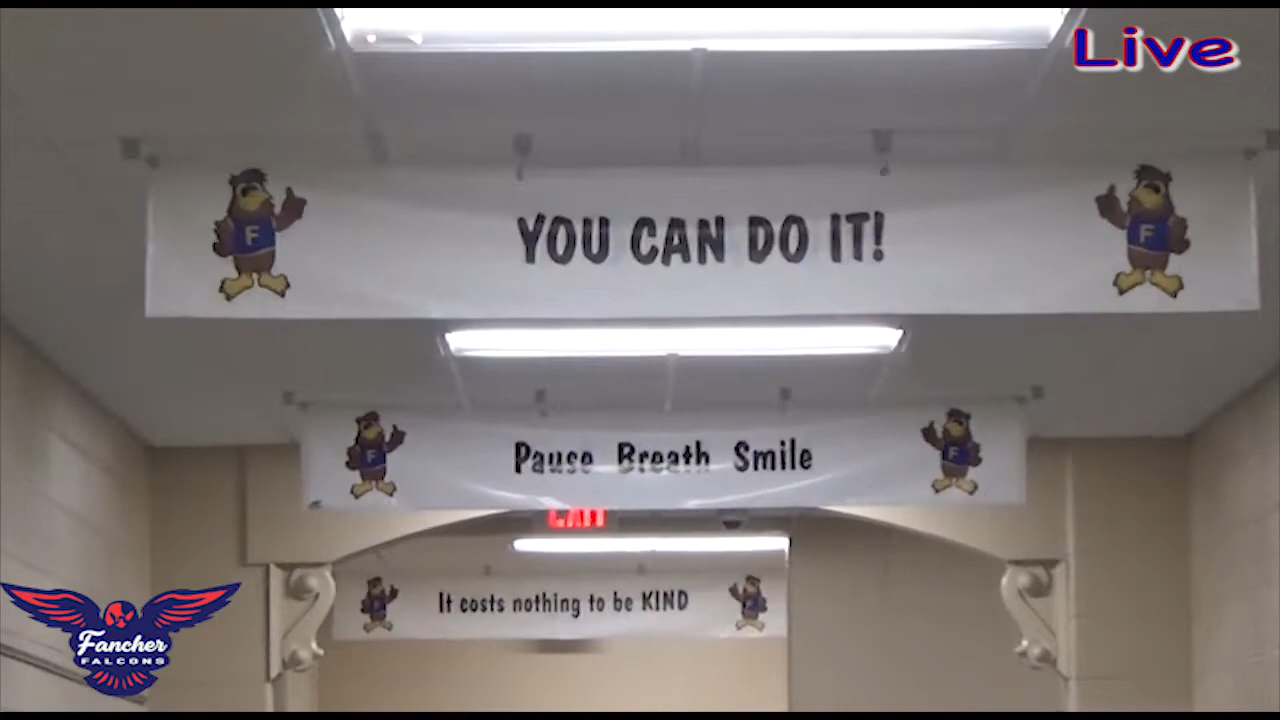 Live
F
F
YOU CAN DO IT!
F
F
Pause Breath Smile
EXIT
It costs nothing to be KIND
Fancher
FALCONS